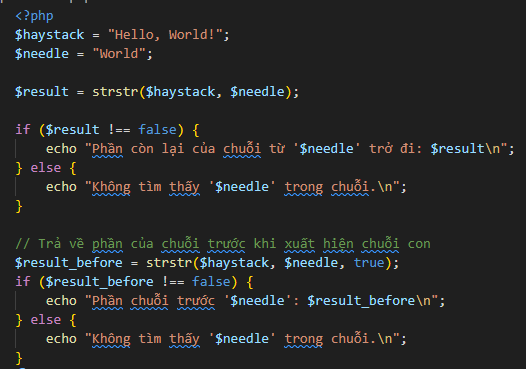 <?php
$haystack = "Hello, World!";
$needle = "World";
$result = strstr($haystack, $needle);
if ($result !== false) {
echo "Phần còn lại của chuỗi từ '$needle' trở đi: $result\n";
} else {
echo "Không tìm thấy '$needle' trong chuỗi.\n";
}
// Trả về phần của chuỗi trước khi xuất hiện chuỗi con
$result_before = strstr($haystack, $needle, true);
if ($result_before !== false) {
echo "Phần chuỗi trước '$needle': $result_before\n";
} else {
echo "Không tìm thấy '$needle' trong chuỗi.\n";
}